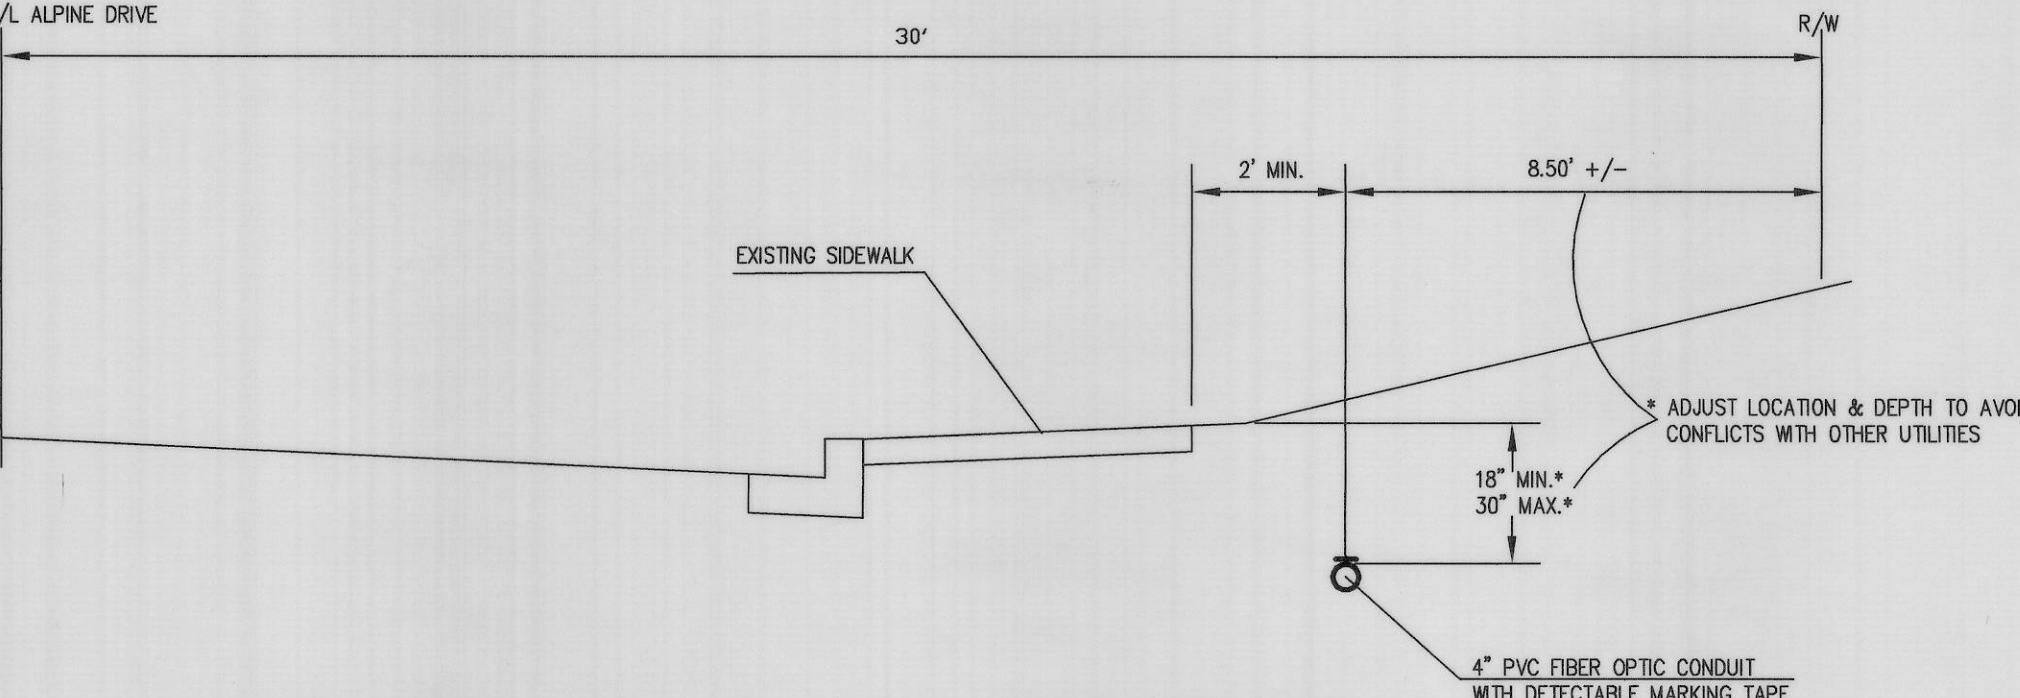 /L ALPINE DRIVE
30'
R/W
2' MIN.
8.50' +/-
EXISTING SIDEWALK
* ADJUST LOCATION & DEPTH TO AVOI
CONFLICTS WITH OTHER UTILITIES
18" MIN.*
30" MAX.*
4" PVC FIBER OPTIC CONDUIT
WITH DETECTABLE MARKING TAPE